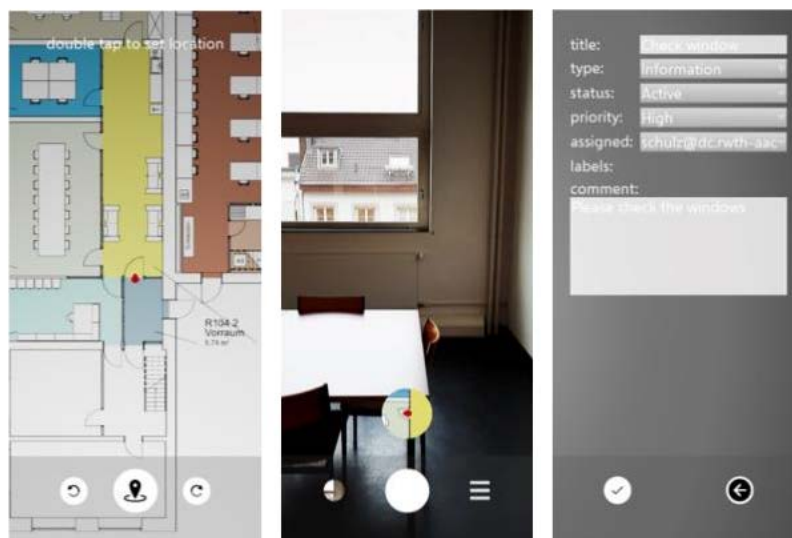 double tap to set location
R104-2
Vorraum
title: Check window
type: Information
status: Active
priority: High
assigned: schulz@dc.rwth-aac
labels:
comment:
Please check the windows